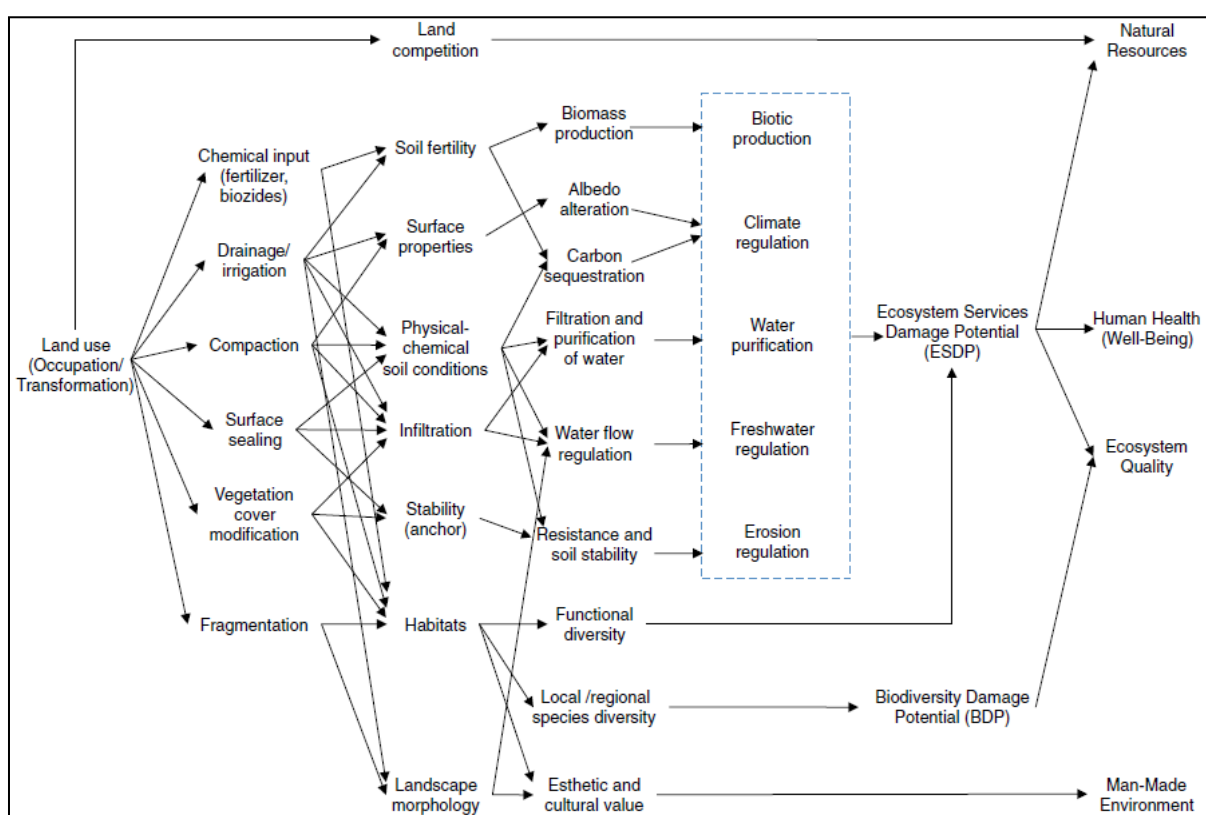 Land
competition
Natural
Resources
Chemical input
(fertilizer,
biozides)
Drainage/
irrigation
Land use
(Occupation/
Transformation)
Compaction
Surface
sealing
Vegetation
cover
modification
Fragmentation
Soil fertility
Surface
properties
Physical-
chemical
soil conditions
Infiltration
Stability
(anchor)
Habitats
Landscape
morphology
Biomass
production
Albedo
alteration
Carbon
sequestration
Filtration and
purification
of water
Water flow
regulation
Resistance and
soil stability
Functional
diversity
Local /regional
species diversity
Esthetic and
cultural value
Biotic
production
Climate
regulation
Water
purification
Freshwater
regulation
Erosion
regulation
Ecosystem Services
Damage Potential
(ESDP)
Biodiversity Damage
Potential (BDP)
Human Health
(Well-Being)
Ecosystem
Quality
Man-Made
Environment